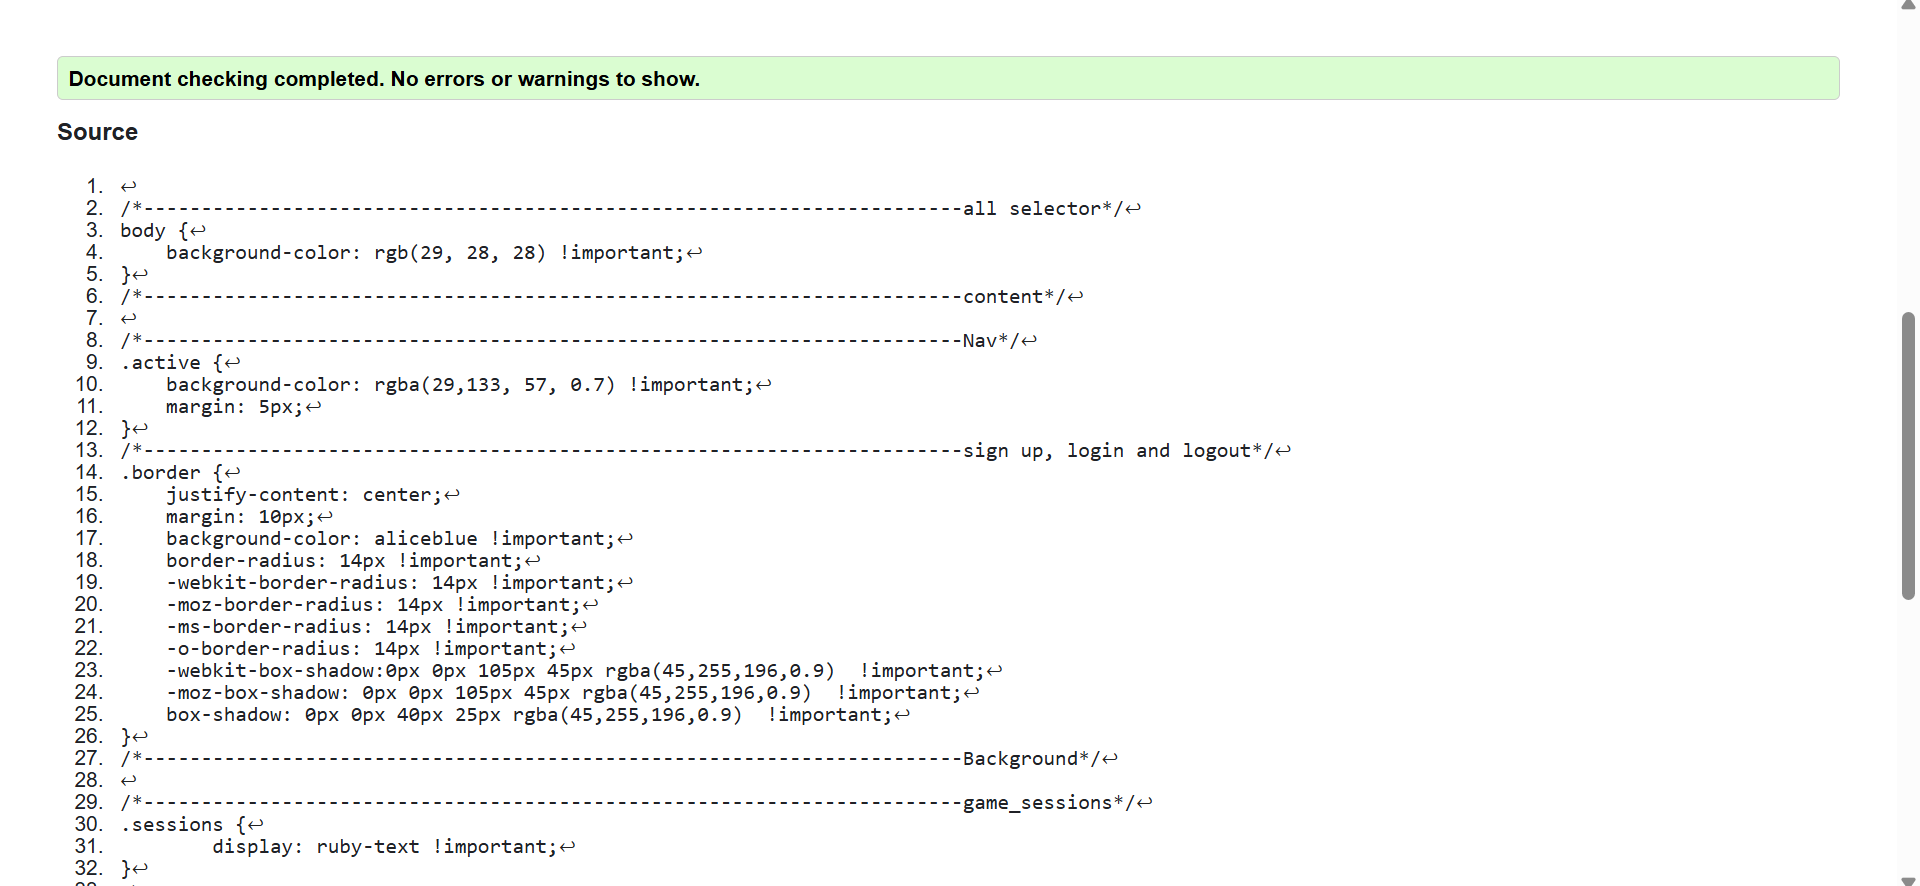 Document checking completed. No errors or warnings to show.
Source
1. ↩
2. /*-----------------------------------------------------------------------all selector*/↩
3. body {↩
4.     background-color: rgb(29, 28, 28) !important;↩
5. }↩
6. /*-----------------------------------------------------------------------content*/↩
7. ↩
8. /*-----------------------------------------------------------------------Nav*/↩
9. .active {↩
10.     background-color: rgba(29,133, 57, 0.7) !important;↩
11.     margin: 5px;↩
12. }↩
13. /*-----------------------------------------------------------------------sign up, login and logout*/↩
14. .border {↩
15.     justify-content: center;↩
16.     margin: 10px;↩
17.     background-color: aliceblue !important;↩
18.     border-radius: 14px !important;↩
19.     -webkit-border-radius: 14px !important;↩
20.     -moz-border-radius: 14px !important;↩
21.     -ms-border-radius: 14px !important;↩
22.     -o-border-radius: 14px !important;↩
23.     -webkit-box-shadow:0px 0px 105px 45px rgba(45,255,196,0.9)  !important;↩
24.     -moz-box-shadow: 0px 0px 105px 45px rgba(45,255,196,0.9)  !important;↩
25.     box-shadow: 0px 0px 40px 25px rgba(45,255,196,0.9)  !important;↩
26. }↩
27. /*-----------------------------------------------------------------------Background*/↩
28. ↩
29. /*-----------------------------------------------------------------------game_sessions*/↩
30. .sessions {↩
31.         display: ruby-text !important;↩
32. }↩